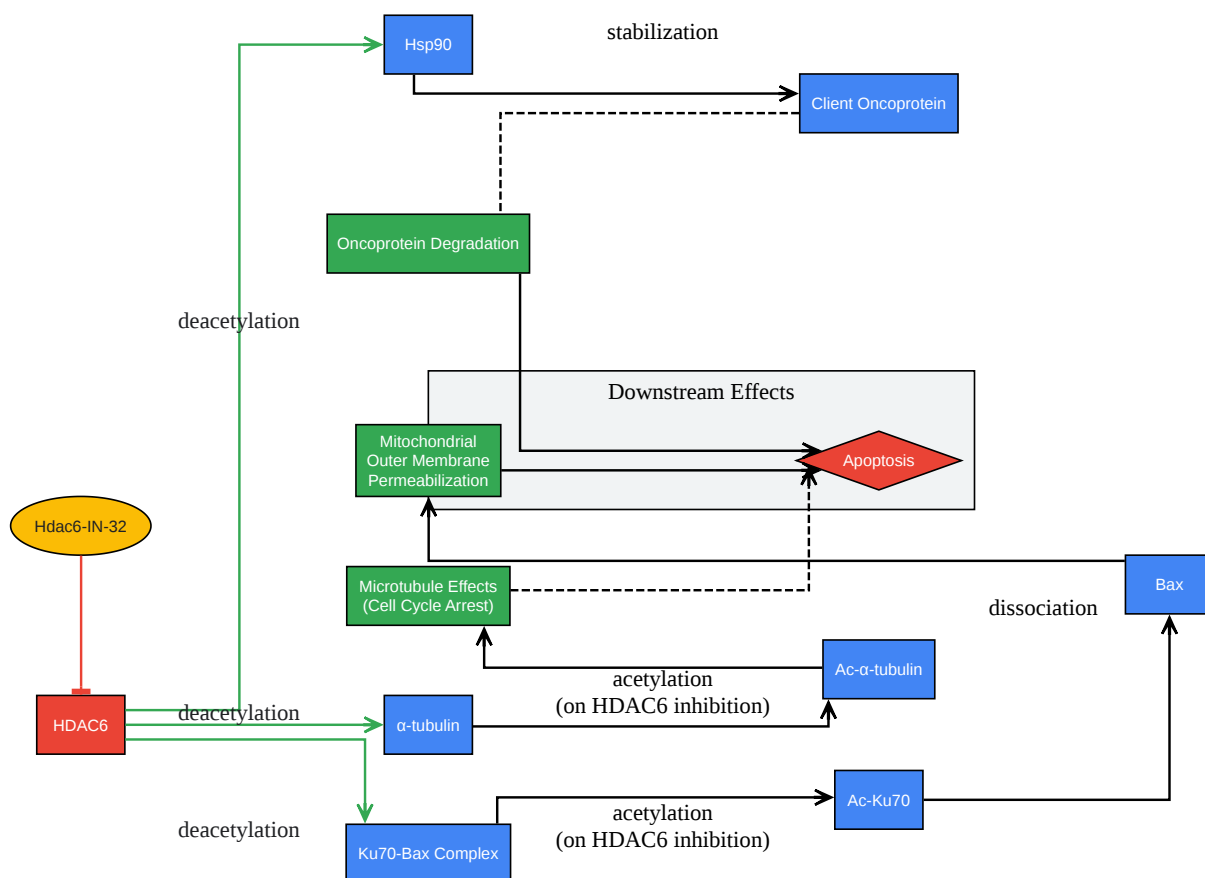 stabilization
Hsp90
Client Oncoprotein
Oncoprotein Degradation
deacetylation
Downstream Effects
Mitochondrial
Outer Membrane
Permeabilization
Apoptosis
Hdac6-IN-32
Microtubule Effects
(Cell Cycle Arrest)
Bax
dissociation
Ac-α-tubulin
acetylation
(on HDAC6 inhibition)
HDAC6
deacetylation
α-tubulin
Ac-Ku70
acetylation
(on HDAC6 inhibition)
deacetylation
Ku70-Bax Complex